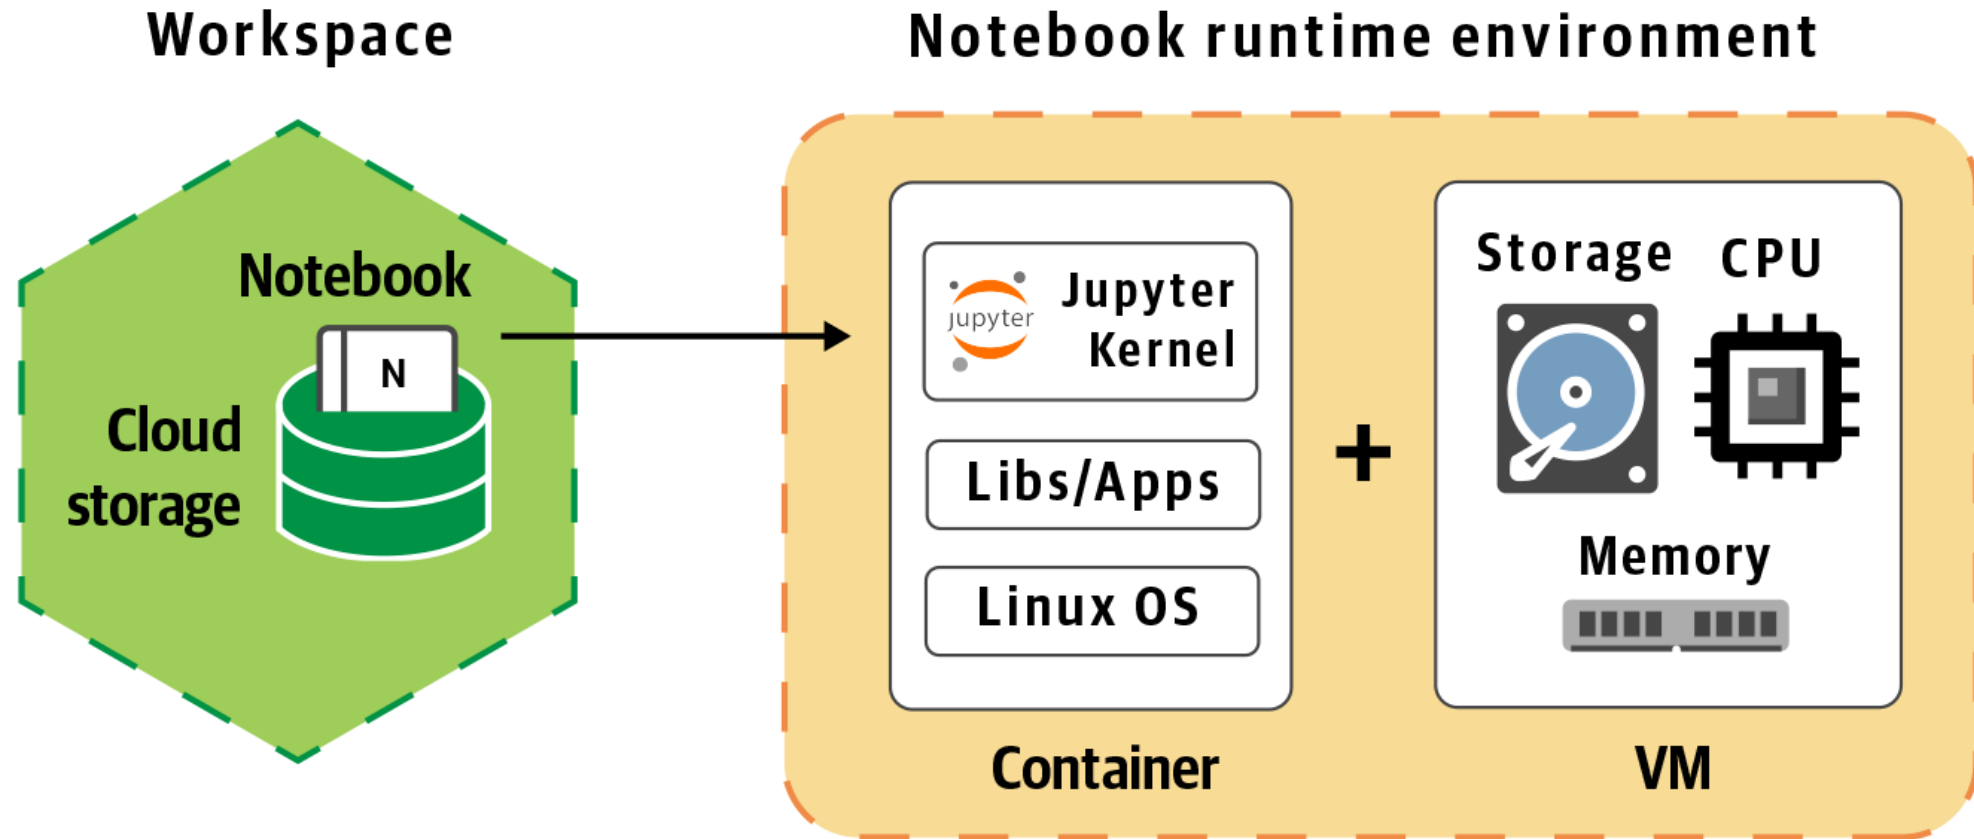 Workspace
Notebook runtime environment
Notebook
N
Cloud
storage
jupyter
Jupyter
Kernel
Libs/Apps
Linux OS
Container
+
Storage
CPU
Memory
VM